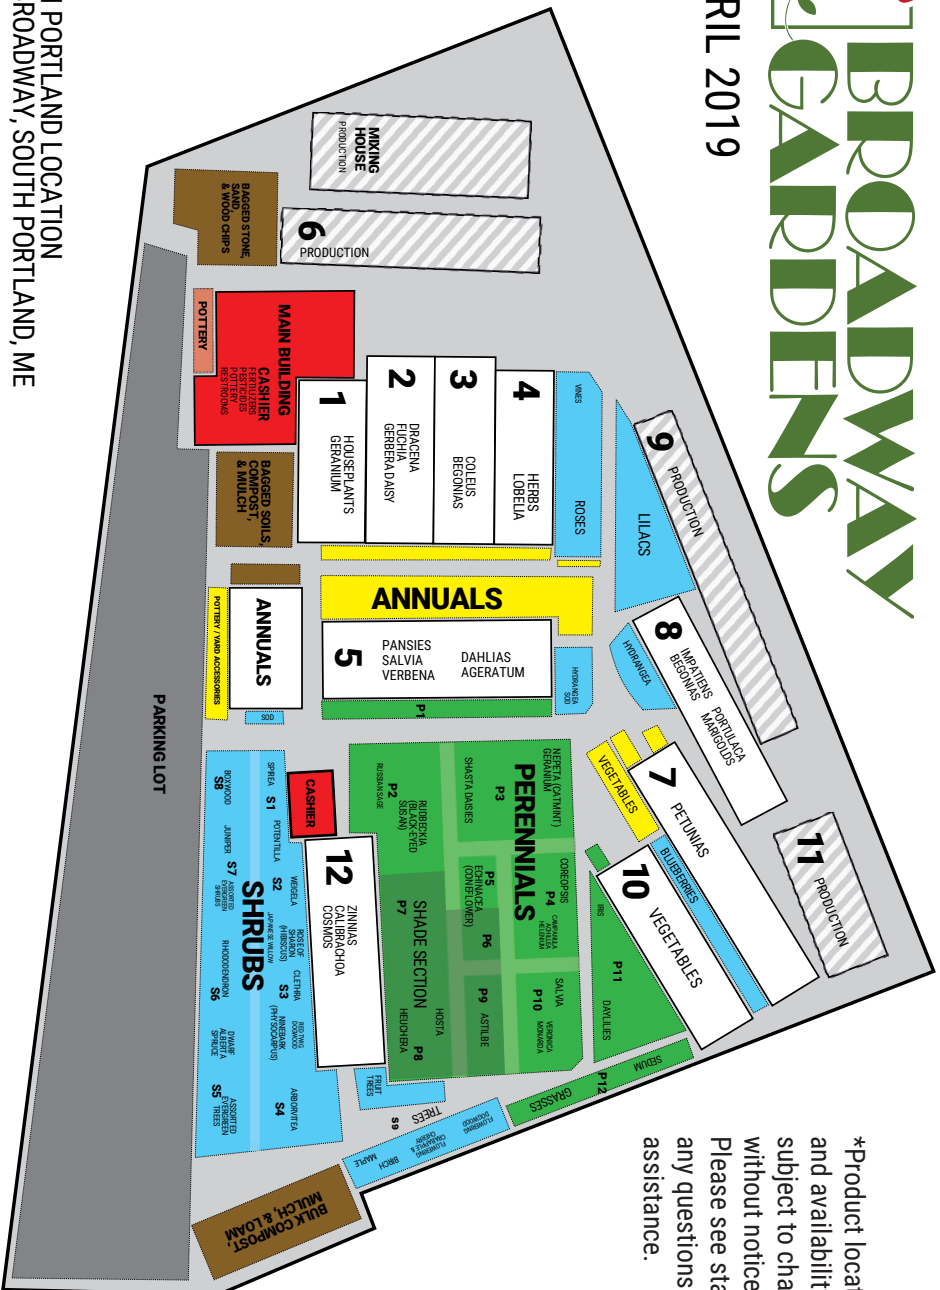 BROADWAY
GARDENS
RIL 2019
PORTLAND LOCATION
ROADWAY, SOUTH PORTLAND, ME
*Product locat
and availabilit
subject to cha
without notice
Please see sta
any questions
assistance.
MIXING
HOUSE
PRODUCTION
6
PRODUCTION
BAGGED STONE,
SAND,
& WOOD CHIPS
POTTERY
MAIN BUILDING
CASHIER
FERTILIZERS
PESTICIDES
POTTERY
RESTROOMS
1
HOUSEPLANTS
GERANIUM
2
DRACENA
FUCHIA
GERBERA DAISY
3
COLEUS
BEGONIAS
4
HERBS
LOBELIA
VINES
ROSES
9
PRODUCTION
LILACS
BAGGED SOILS,
COMPOST,
& MULCH
ANNUALS
POTTERY / YARD ACCESSORIES
SOD
ANNUALS
5
PANSIES
SALVIA
VERBENA
DAHLIAS
AGERATUM
P1
HYDRANGEA
SOD
HYDRANGEA
8
IMPATIENS
BEGONIAS
PORTULACA
MARIGOLDS
VEGETABLES
7
PETUNIAS
BLUEBERRIES
10
VEGETABLES
11
PRODUCTION
PARKING LOT
CASHIER
12
ZINNIAS
CALIBRACHOA
COSMOS
PERENNIALS
NEPETA (CATMINT)
GERANIUM
P3
SHASTA DAISIES
P2
RUSSIAN SAGE
RUDBECKIA
(BLACK-EYED
SUSAN)
COREOPSIS
P4
CAMPANULA
ACHILLEA
HELENIUM
P5
ECHINACEA
(CONEFLOWER)
P6
P7
SHADE SECTION
P8
HOSTA
HEUCHERA
P9
ASTILBE
SALVIA
P10
VERONICA
MONARDA
IRIS
P11
DAYLILIES
SEDUM
P12
GRASSES
SHRUBS
SPIREA
S1
POTENTILLA
S2
WEIGELA
ROSE OF
SHARON
(HIBISCUS)
JAPANESE WILLOW
CLETHRA
S3
RED TWIG
DOGWOOD
NINEBARK
(PHYSOCARPUS)
S4
ARBORVITEA
BOXWOOD
S8
JUNIPER
S7
ASSORTED
EVERGREEN
SHRUBS
RHODODENDRON
S6
DWARF
ALBERTA
SPRUCE
S5
ASSORTED
EVERGREEN
TREES
FRUIT
TREES
S9
TREES
FLOWERING
DOGWOOD
FLOWERING
CRABAPPLE &
CHERRY
BIRCH
MAPLE
BULK COMPOST,
MULCH, & LOAM